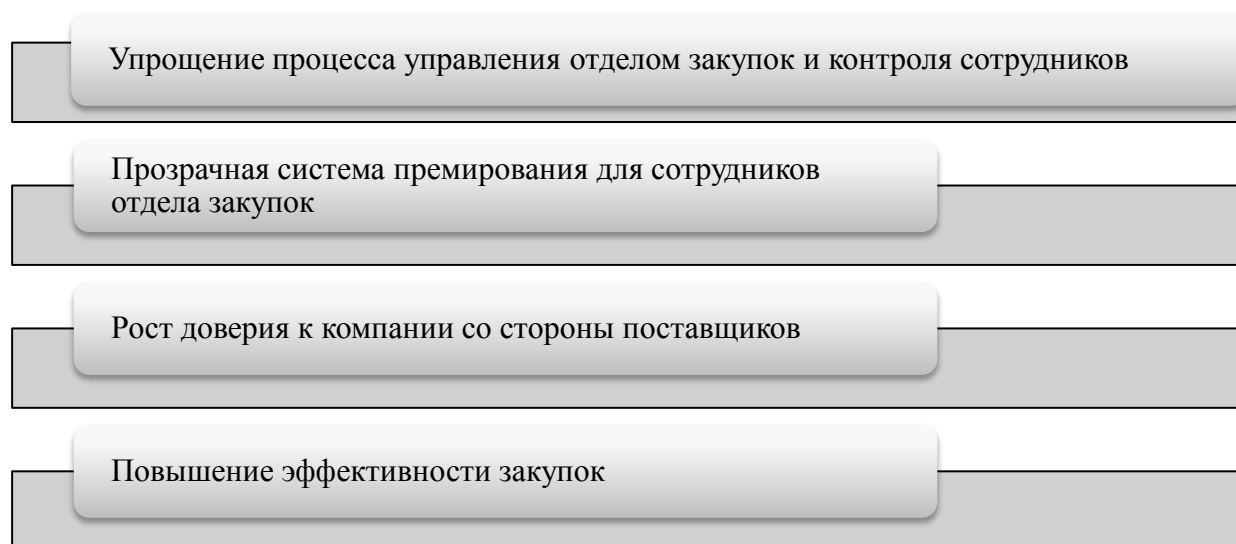 Упрощение процесса управления отделом закупок и контроля сотрудников
Прозрачная система премирования для сотрудников
отдела закупок
Рост доверия к компании со стороны поставщиков
Повышение эффективности закупок